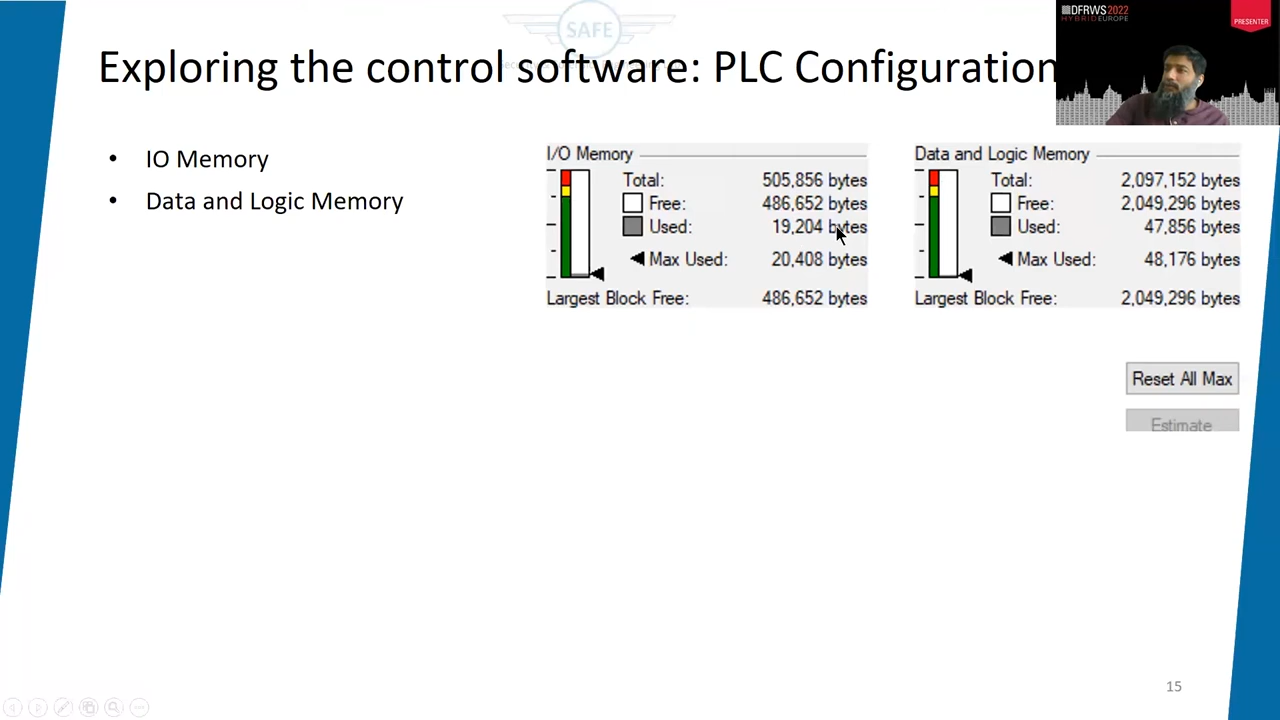 SAFE
Exploring the control software: PLC Configuration
DFRWS 2022
HYBRID EUROPE
PRESENTER
• IO Memory
• Data and Logic Memory
I/O Memory
Total: 505,856 bytes
Free: 486,652 bytes
Used: 19,204 bytes
Max Used: 20,408 bytes
Largest Block Free: 486,652 bytes
Data and Logic Memory
Total: 2,097,152 bytes
Free: 2,049,296 bytes
Used: 47,856 bytes
Max Used: 48,176 bytes
Largest Block Free: 2,049,296 bytes
Reset All Max
Estimate
15